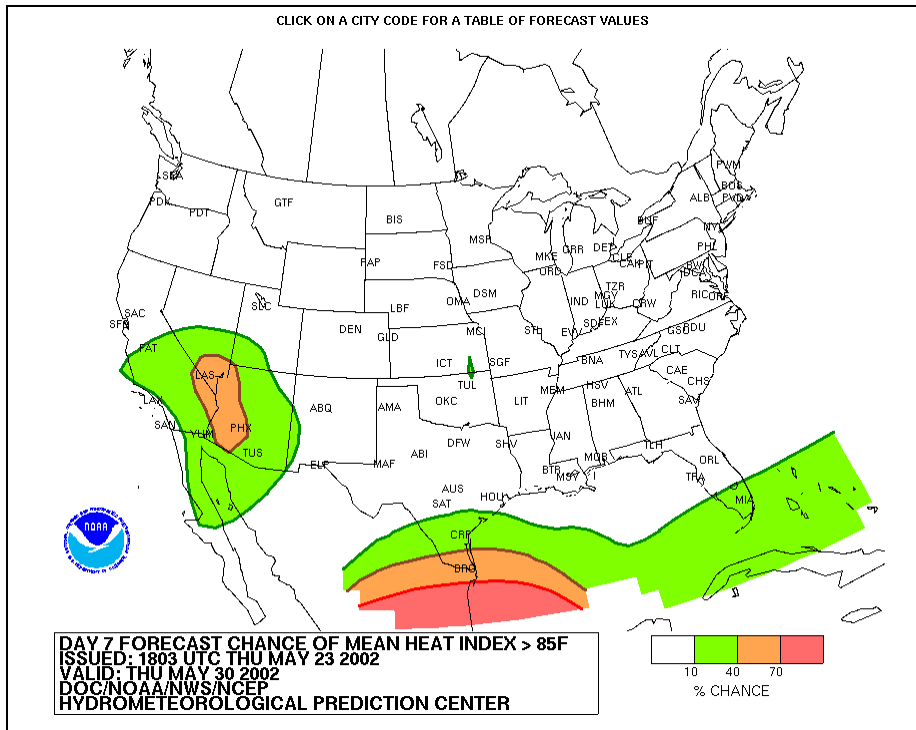 CLICK ON A CITY CODE FOR A TABLE OF FORECAST VALUES
PWM
SEA
BOS
ALB PVD
PDX
GTF
PDT
BIS
BUF
NYC
MSP
PHL
GRR DET
MKE
CLE
RAP FSD
CAK PIT
BWI
ORD
DCA
TZR
DSM
RIC ORF
MGY
OMA
IND
SLC
LUK CRW
LBF
SAC
SFO
DEN
MCI
STL
SDF LEX
EVV
GSO RDU
GLD
FAT
TYS AVL CLT
ICT
SGF
BNA
CAE
LAS
TUL
CHS
MEM HSV
ATL
LAX
OKC
LIT
BHM
SAV
ABQ
AMA
SAN
PHX
YUM
JAN
DFW
SHV
TLH
TUS
ABI
MOB
ELP
MAF
ORL
BTR
MSY
TPA
AUS
HOU
MIA
SAT
CRP
BRO
NOAA
DAY 7 FORECAST CHANCE OF MEAN HEAT INDEX > 85F
ISSUED: 1803 UTC THU MAY 23 2002
VALID: THU MAY 30 2002
DOC/NOAA/NWS/NCEP
HYDROMETEOROLOGICAL PREDICTION CENTER
10 40 70
% CHANCE